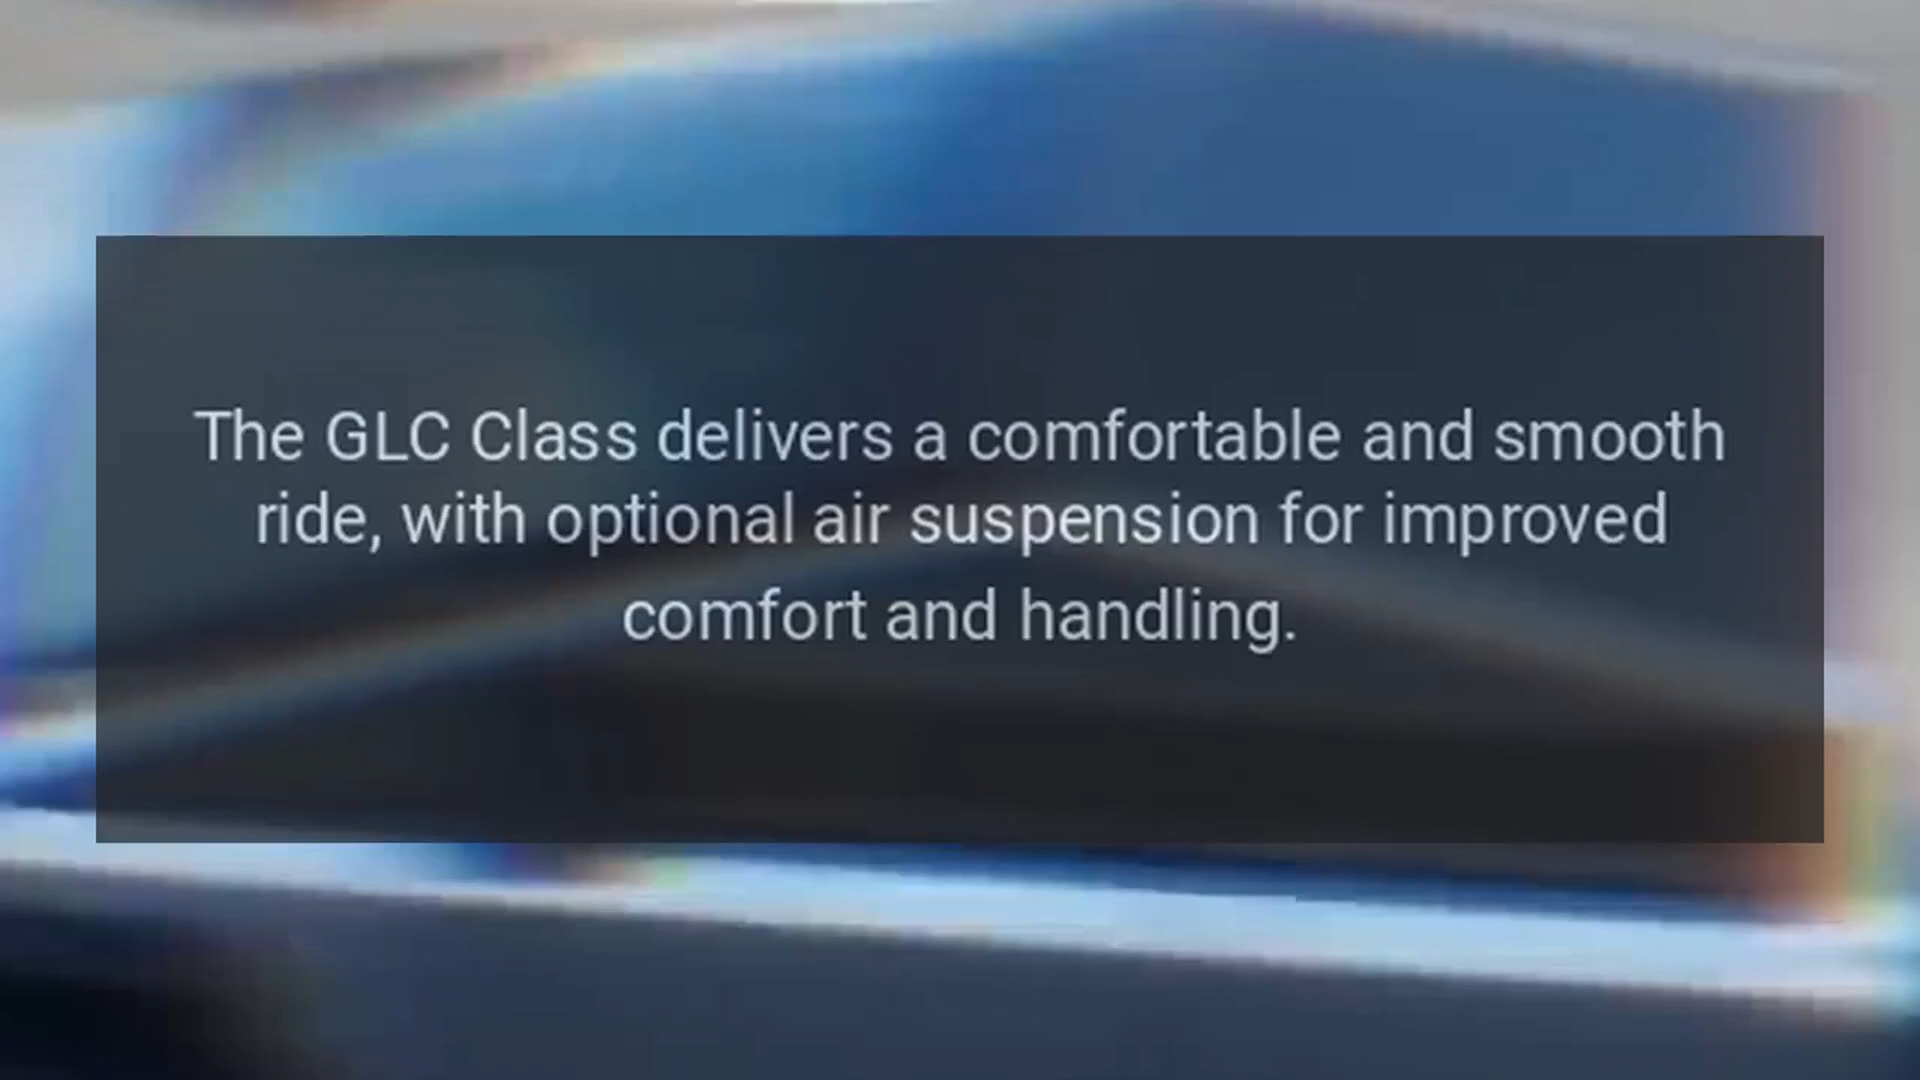 The GLC Class delivers a comfortable and smooth
ride, with optional air suspension for improved
comfort and handling.